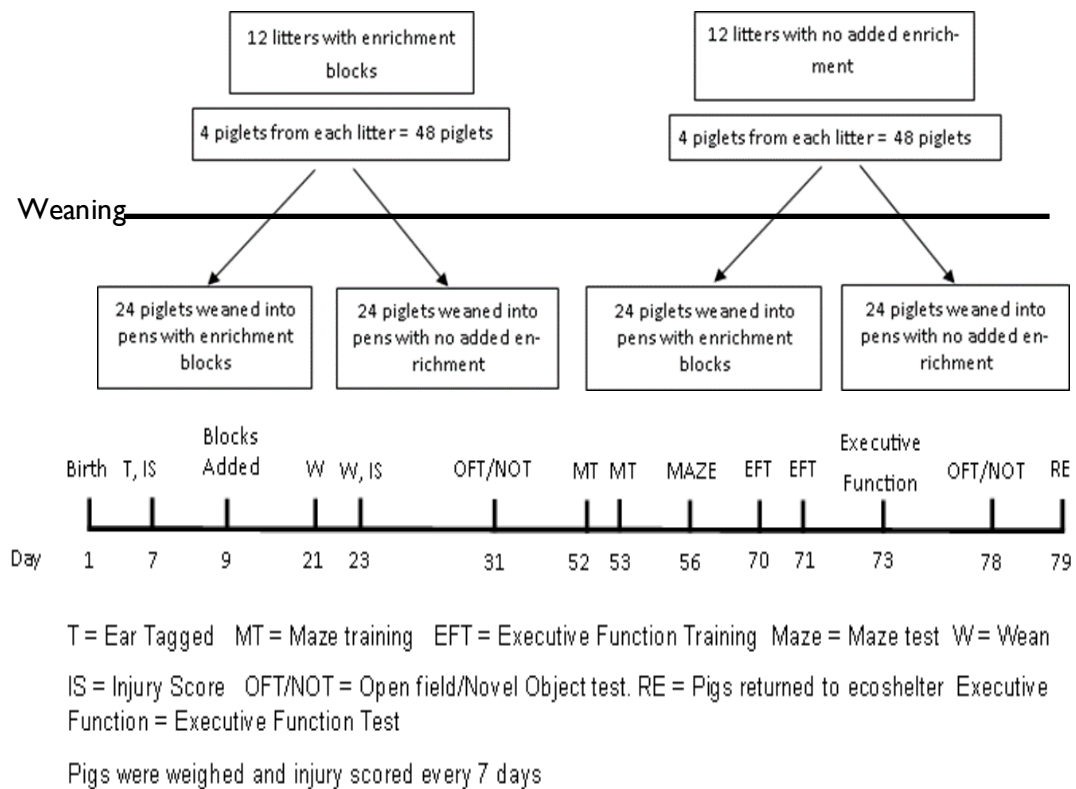 12 litters with enrichment
blocks
12 litters with no added enrich-
ment
4 piglets from each litter = 48 piglets
4 piglets from each litter = 48 piglets
Weaning
24 piglets weaned into
pens with enrichment
blocks
24 piglets weaned into
pens with no added en-
richment
24 piglets weaned into
pens with enrichment
blocks
24 piglets weaned into
pens with no added en-
richment
Birth T, IS Blocks
Added W W, IS OFT/NOT MT MT MAZE EFT EFT Executive
Function OFT/NOT RE
Day 1 7 9 21 23 31 52 53 56 70 71 73 78 79
T = Ear Tagged MT = Maze training EFT = Executive Function Training Maze = Maze test W = Wean
IS = Injury Score OFT/NOT = Open field/Novel Object test. RE = Pigs returned to ecoshelter Executive
Function = Executive Function Test
Pigs were weighed and injury scored every 7 days